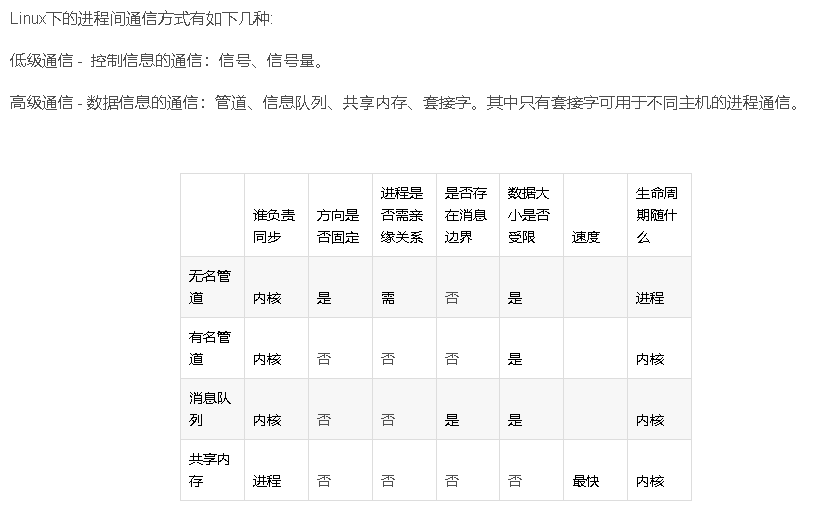 Linux下的进程间通信方式有如下几种:
低级通信 - 控制信息的通信：信号、信号量。
高级通信 - 数据信息的通信：管道、信息队列、共享内存、套接字。其中只有套接字可用于不同主机的进程通信。
谁负责
同步
方向是
否固定
进程是
否需亲
缘关系
是否存
在消息
边界
数据大
小是否
受限
速度
生命周
期随什
么
无名管
道
内核
是
需
否
是
进程
有名管
道
内核
否
否
否
是
内核
消息队
列
内核
否
否
是
是
内核
共享内
存
进程
否
否
否
否
最快
内核